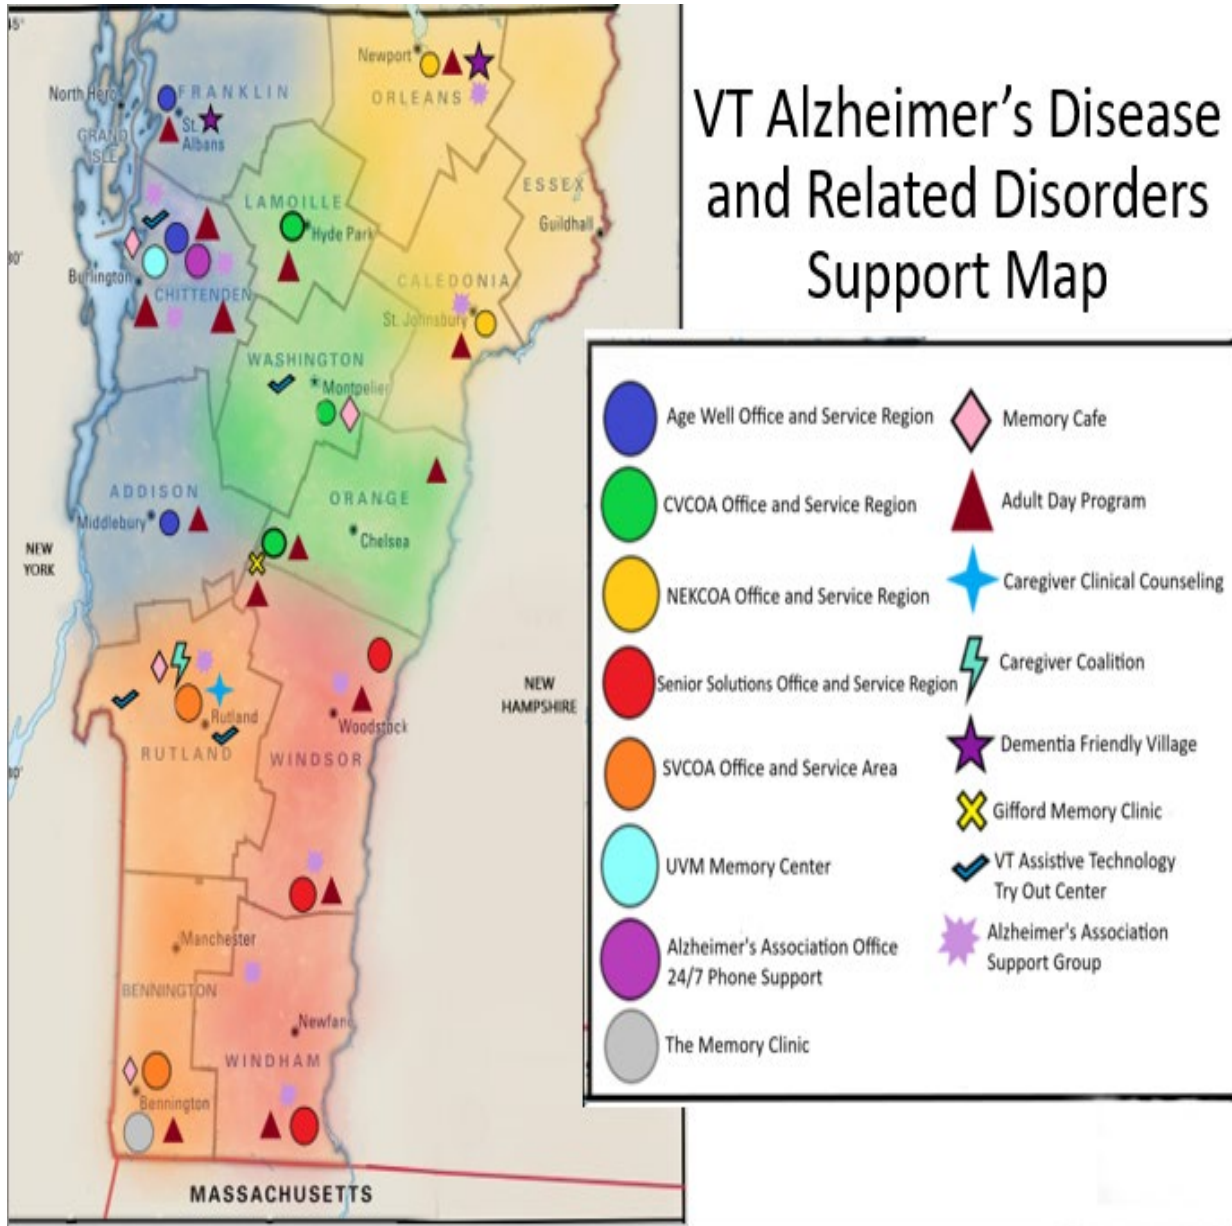 VT Alzheimer's Disease
and Related Disorders
Support Map
45°
Newport
North Hero
FRANKLIN
ORLEANS
St.
Albans
GRAND
ISLE
ESSEX
LAMOILLE
Guildhall
Hyde Park
Burlington
CALEDONIA
CHITTENDEN
St. Johnsbury
WASHINGTON
Montpelier
ADDISON
ORANGE
Middlebury
Chelsea
NEW
YORK
NEW
HAMPSHIRE
Rutland
Woodstock
RUTLAND
WINDSOR
Manchester
BENNINGTON
Newfan
WINDHAM
Bennington
MASSACHUSETTS
Age Well Office and Service Region
CVCOA Office and Service Region
NEKCOA Office and Service Region
Senior Solutions Office and Service Region
SVCOA Office and Service Area
UVM Memory Center
Alzheimer's Association Office
24/7 Phone Support
The Memory Clinic
Memory Cafe
Adult Day Program
Caregiver Clinical Counseling
Caregiver Coalition
Dementia Friendly Village
Gifford Memory Clinic
VT Assistive Technology
Try Out Center
Alzheimer's Association
Support Group